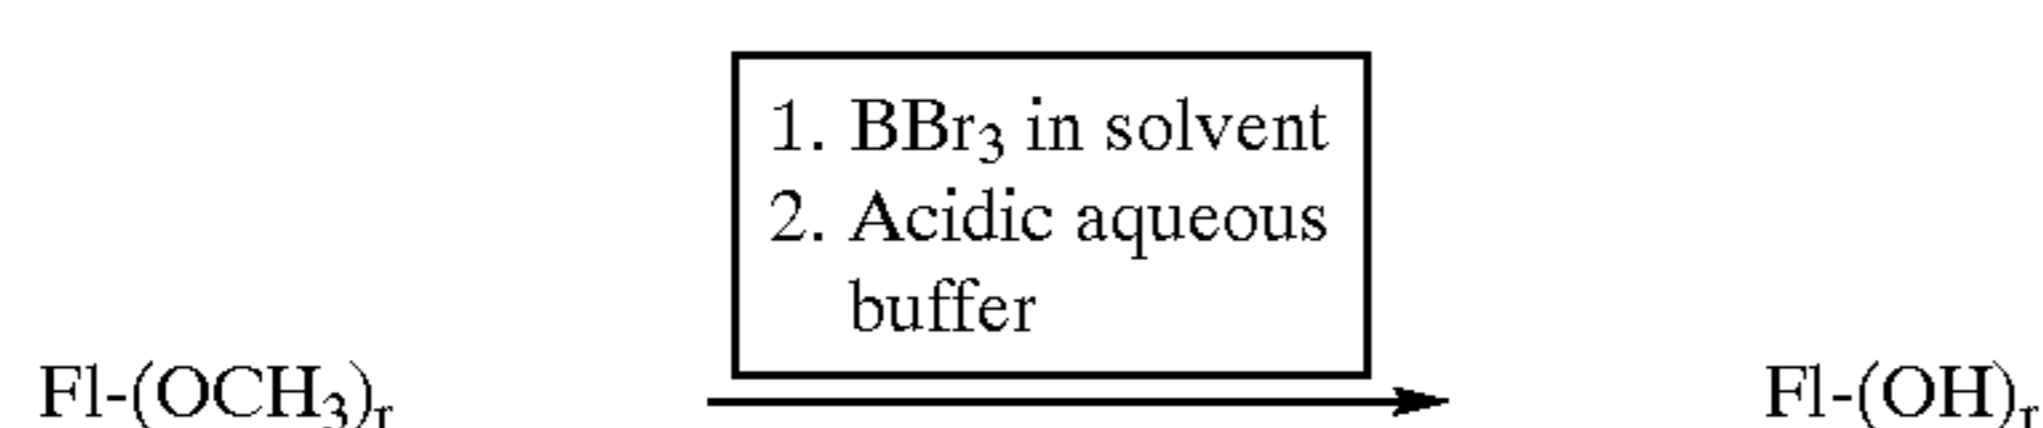 1. BBr₃ in solvent
2. Acidic aqueous
buffer
Fl-(OCH₃)ᵣ
Fl-(OH)ᵣ